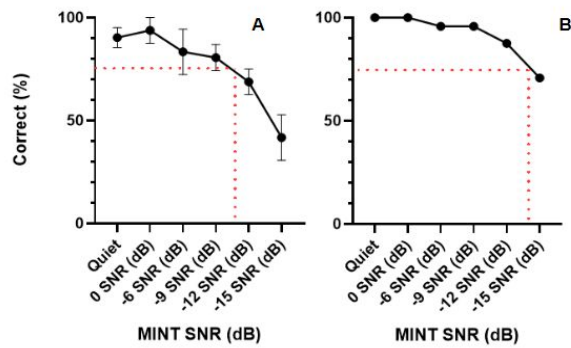 A
B
Correct (%)
100
50
0
Quiet
0 SNR (dB)
-6 SNR (dB)
-9 SNR (dB)
-12 SNR (dB)
-15 SNR (dB)
MINT SNR (dB)
100
50
0
Quiet
0 SNR (dB)
-6 SNR (dB)
-9 SNR (dB)
-12 SNR (dB)
-15 SNR (dB)
MINT SNR (dB)